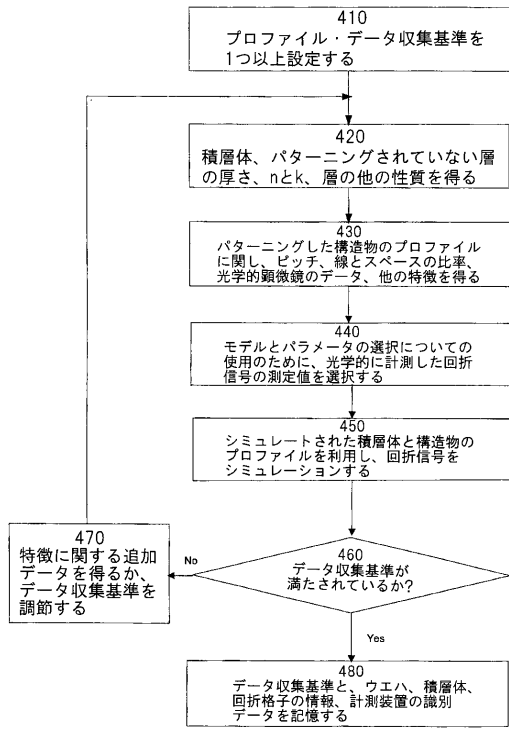 410
プロファイル・データ収集基準を
1つ以上設定する
420
積層体、パターニングされていない層
の厚さ、nとk、層の他の性質を得る
430
パターニングした構造物のプロファイル
に関し、ピッチ、線とスペースの比率、
光学的顕微鏡のデータ、他の特徴を得る
440
モデルとパラメータの選択についての
使用のために、光学的に計測した回折
信号の測定値を選択する
450
シミュレートされた積層体と構造物の
プロファイルを利用し、回折信号を
シミュレーションする
460
データ収集基準が
満たされているか?
No
470
特徴に関する追加
データを得るか、
データ収集基準を
調節する
Yes
480
データ収集基準と、ウエハ、積層体、
回折格子の情報、計測装置の識別
データを記憶する